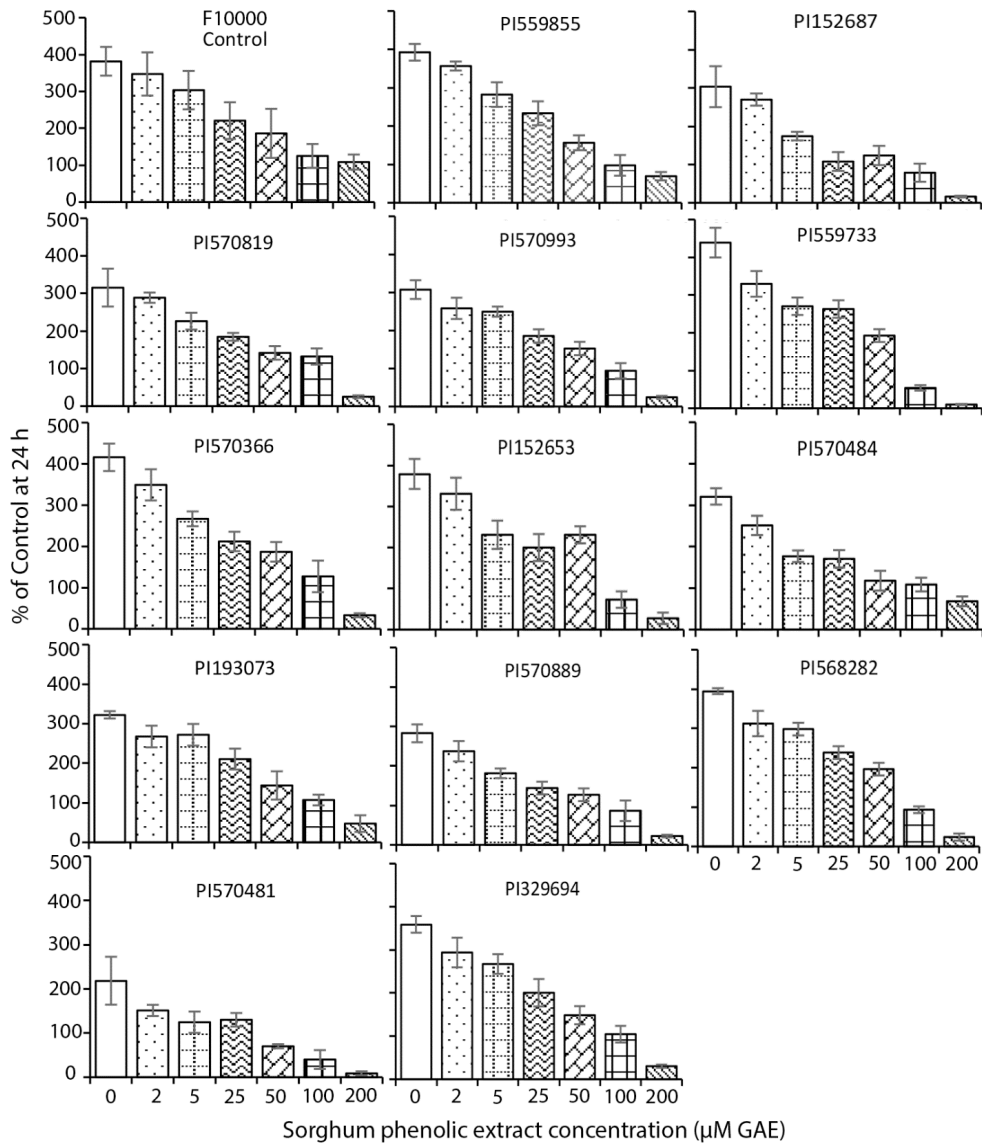 F10000
Control
PI559855
PI152687
500
400
300
200
100
0
PI570819
PI570993
PI559733
500
400
300
200
100
0
PI570366
PI152653
PI570484
400
300
200
100
0
PI193073
PI570889
PI568282
400
300
200
100
0
0 2 5 25 50 100 200
PI570481
PI329694
500
400
300
200
100
0
0 2 5 25 50 100 200
0 2 5 25 50 100 200
% of Control at 24 h
Sorghum phenolic extract concentration (µM GAE)